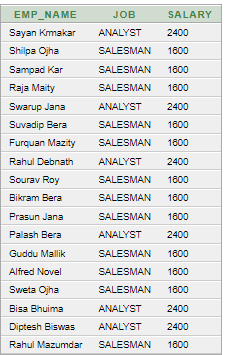 EMP_NAME JOB SALARY
Sayan Krmakar ANALYST 2400
Shilpa Ojha SALESMAN 1600
Sampad Kar SALESMAN 1600
Raja Maity SALESMAN 1600
Swarup Jana ANALYST 2400
Suvadip Bera SALESMAN 1600
Furquan Mazity SALESMAN 1600
Rahul Debnath ANALYST 2400
Sourav Roy SALESMAN 1600
Bikram Bera SALESMAN 1600
Prasun Jana SALESMAN 1600
Palash Bera ANALYST 2400
Guddu Mallik SALESMAN 1600
Alfred Novel SALESMAN 1600
Sweta Ojha SALESMAN 1600
Bisa Bhuima ANALYST 2400
Diptesh Biswas ANALYST 2400
Rahul Mazumdar SALESMAN 1600